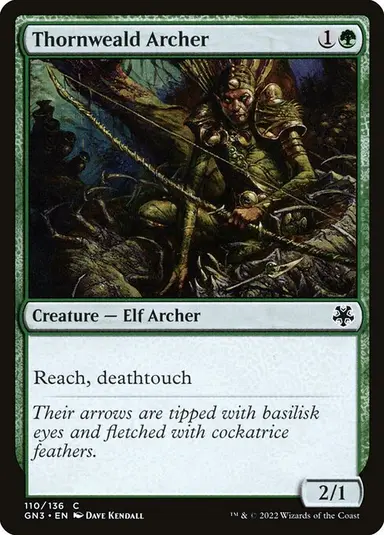 Thornweald Archer 1
Creature — Elf Archer
Reach, deathtouch
Their arrows are tipped with basilisk
eyes and fletched with cockatrice
feathers.
2/1
110/136 C
GN3 • EN DAVE KENDALL
™ & © 2022 Wizards of the Coast